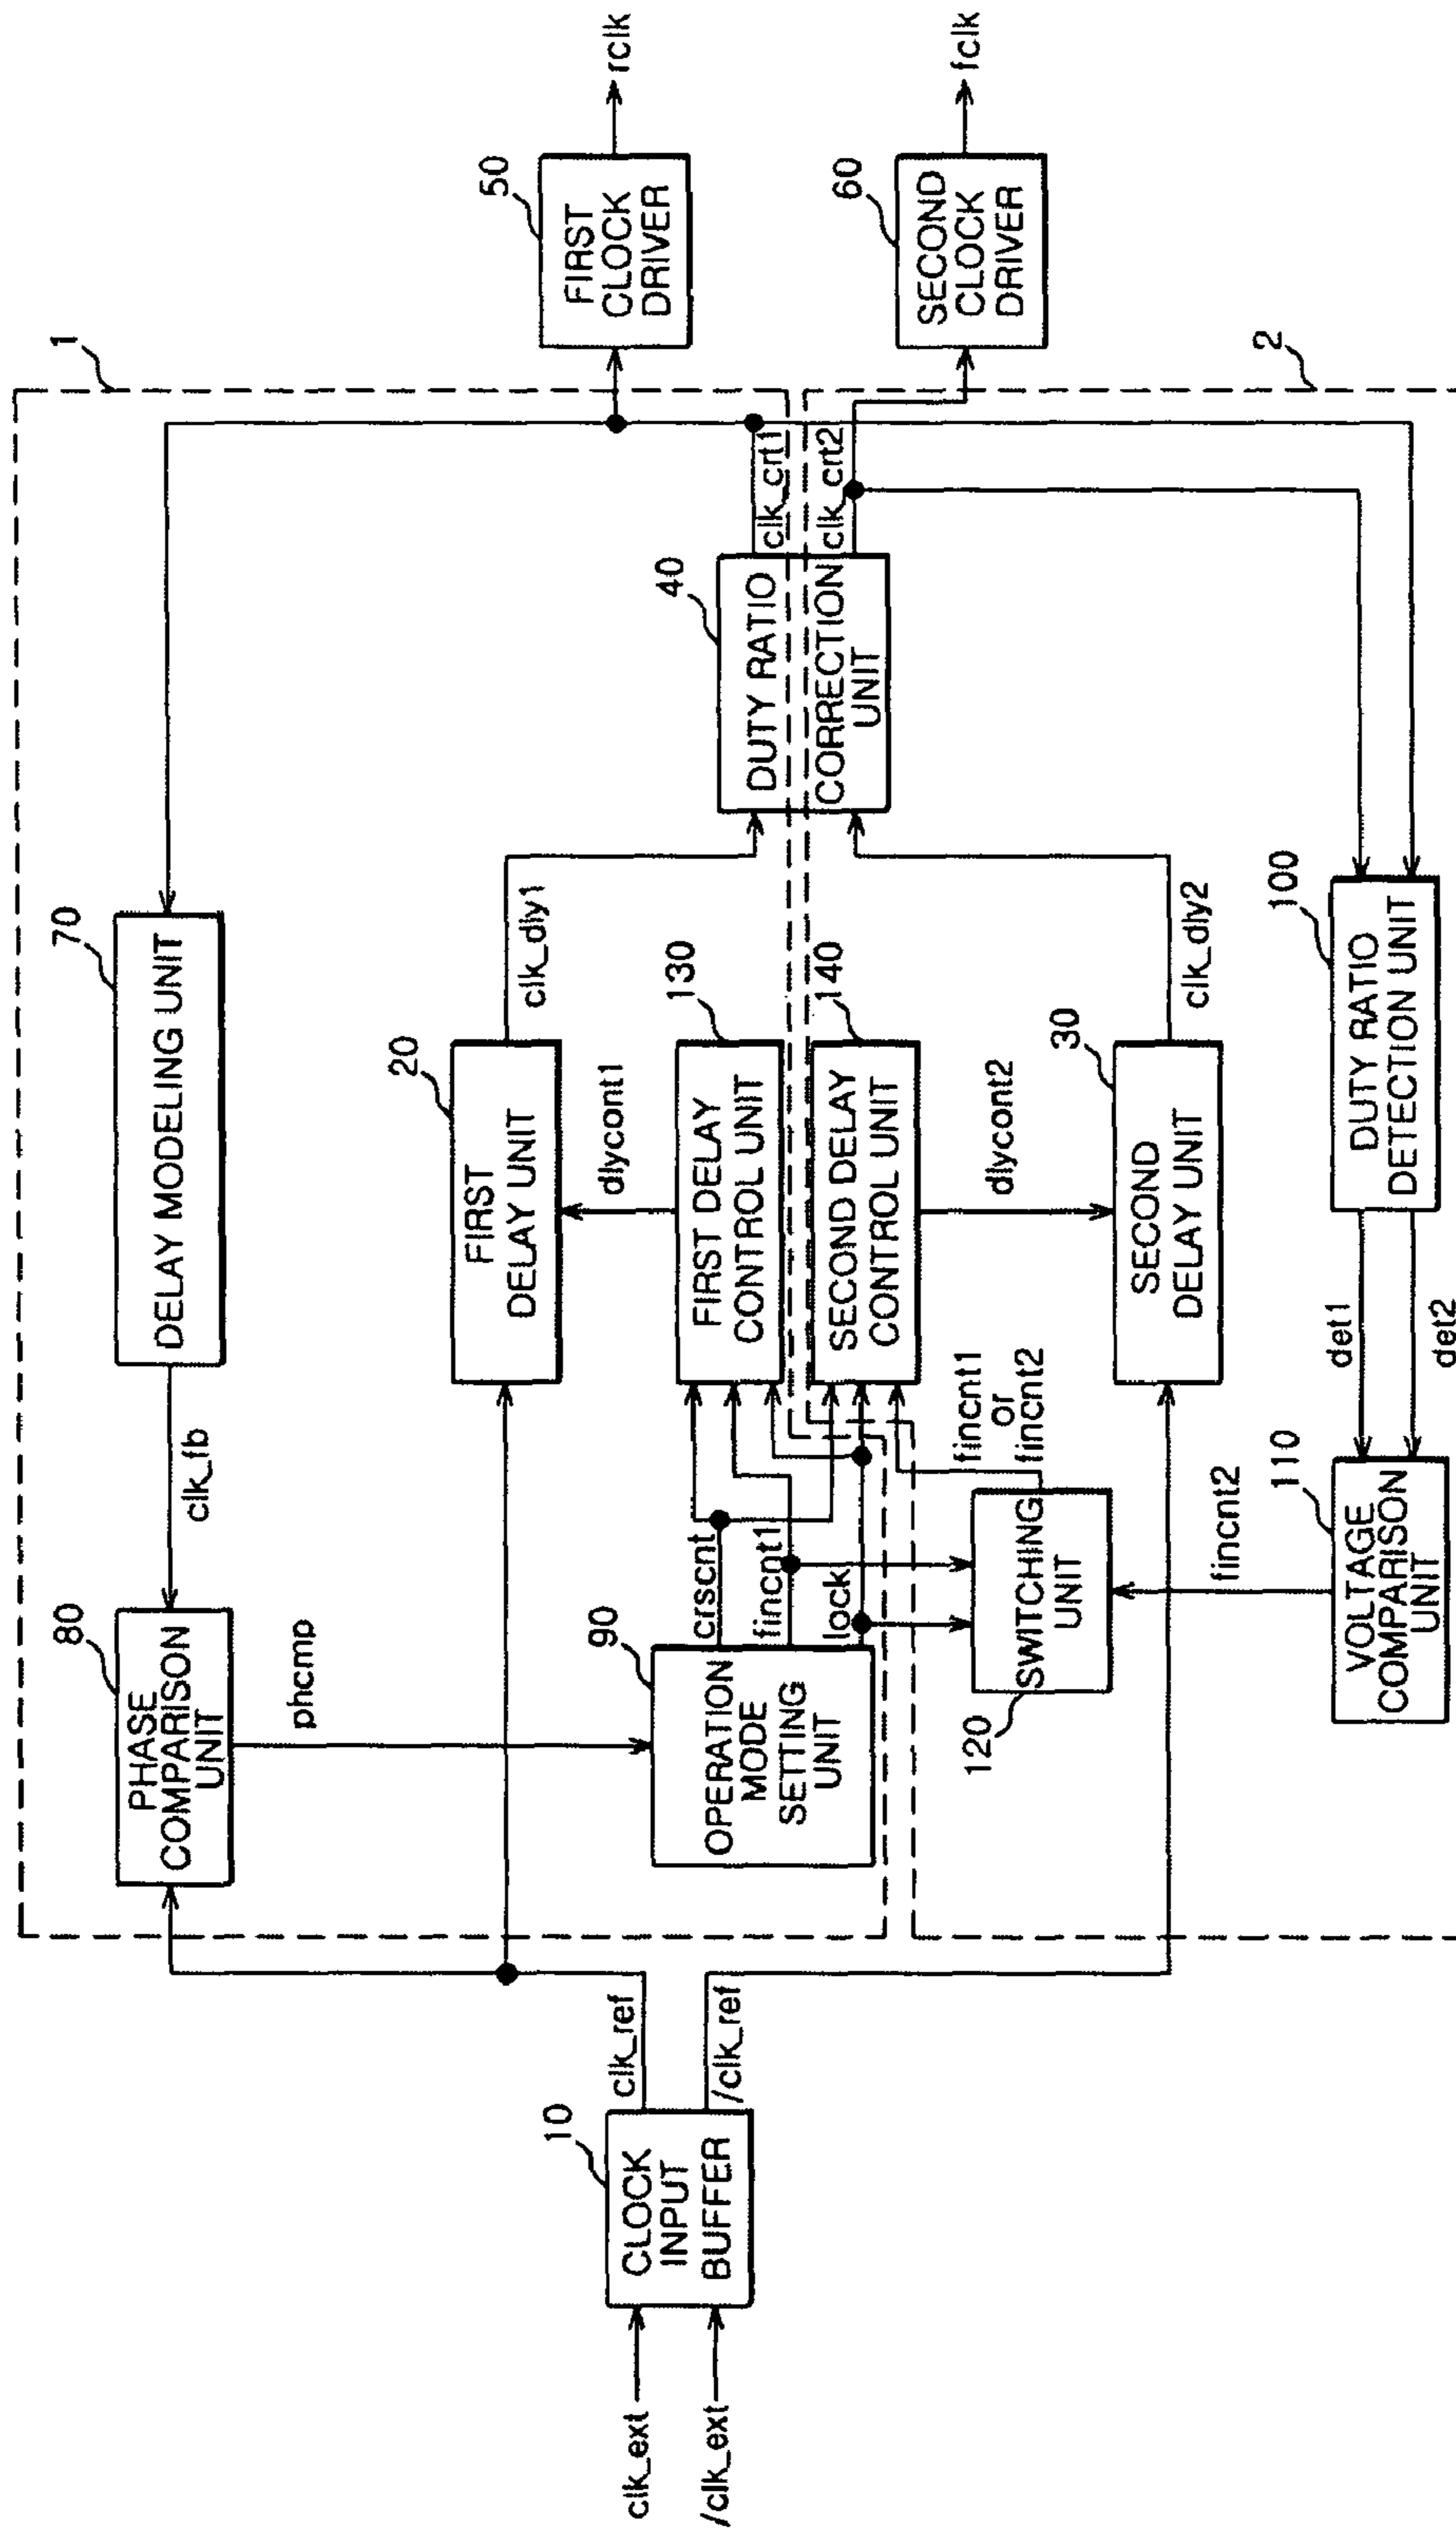 clk_ext
/clk_ext
10
CLOCK
INPUT
BUFFER
clk_ref
/clk_ref
1
80
PHASE
COMPARISON
UNIT
clk_fb
70
DELAY MODELING UNIT
phcmp
90
OPERATION
MODE
SETTING
UNIT
crscnt
fincnt1
lock
20
FIRST
DELAY UNIT
dlycont1
130
FIRST DELAY
CONTROL UNIT
clk_dly1
140
SECOND DELAY
CONTROL UNIT
dlycont2
30
SECOND
DELAY UNIT
clk_dly2
120
SWITCHING
UNIT
fincnt1
or
fincnt2
fincnt2
110
VOLTAGE
COMPARISON
UNIT
det1
det2
100
DUTY RATIO
DETECTION UNIT
40
DUTY RATIO
CORRECTION
UNIT
clk_crt1
clk_crt2
2
50
FIRST
CLOCK
DRIVER
rclk
60
SECOND
CLOCK
DRIVER
fclk